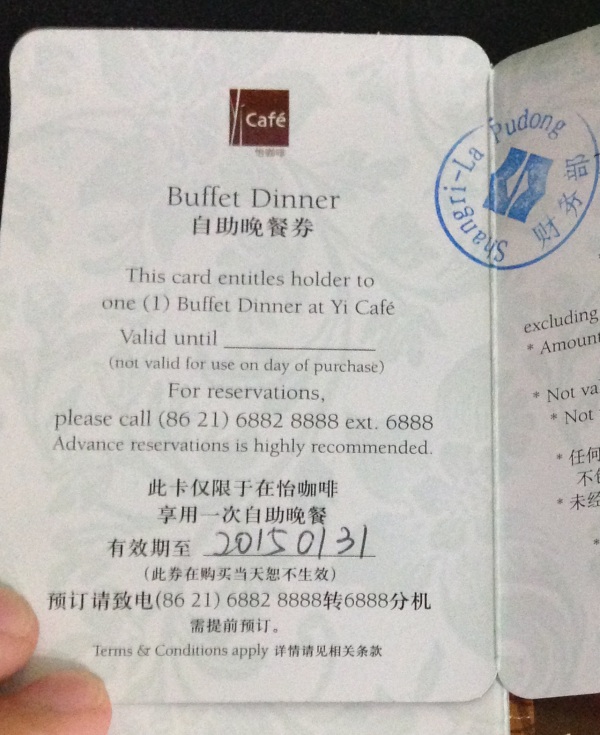 Yi Café
怡咖啡
Buffet Dinner
自助晚餐券
This card entitles holder to
one (1) Buffet Dinner at Yi Café
Valid until
(not valid for use on day of purchase)
For reservations,
please call (86 21) 6882 8888 ext. 6888
Advance reservations is highly recommended.
此卡仅限于在怡咖啡
享用一次自助晚餐
有效期至 20150131
(此券在购买当天恕不生效)
预订请致电(86 21) 6882 8888转6888分机
需提前预订。
Terms & Conditions apply 详情请见相关条款
Shangri-La Pudong
财务部
excluding
* Amount
* Not va
* Not
* 任何
* 未经